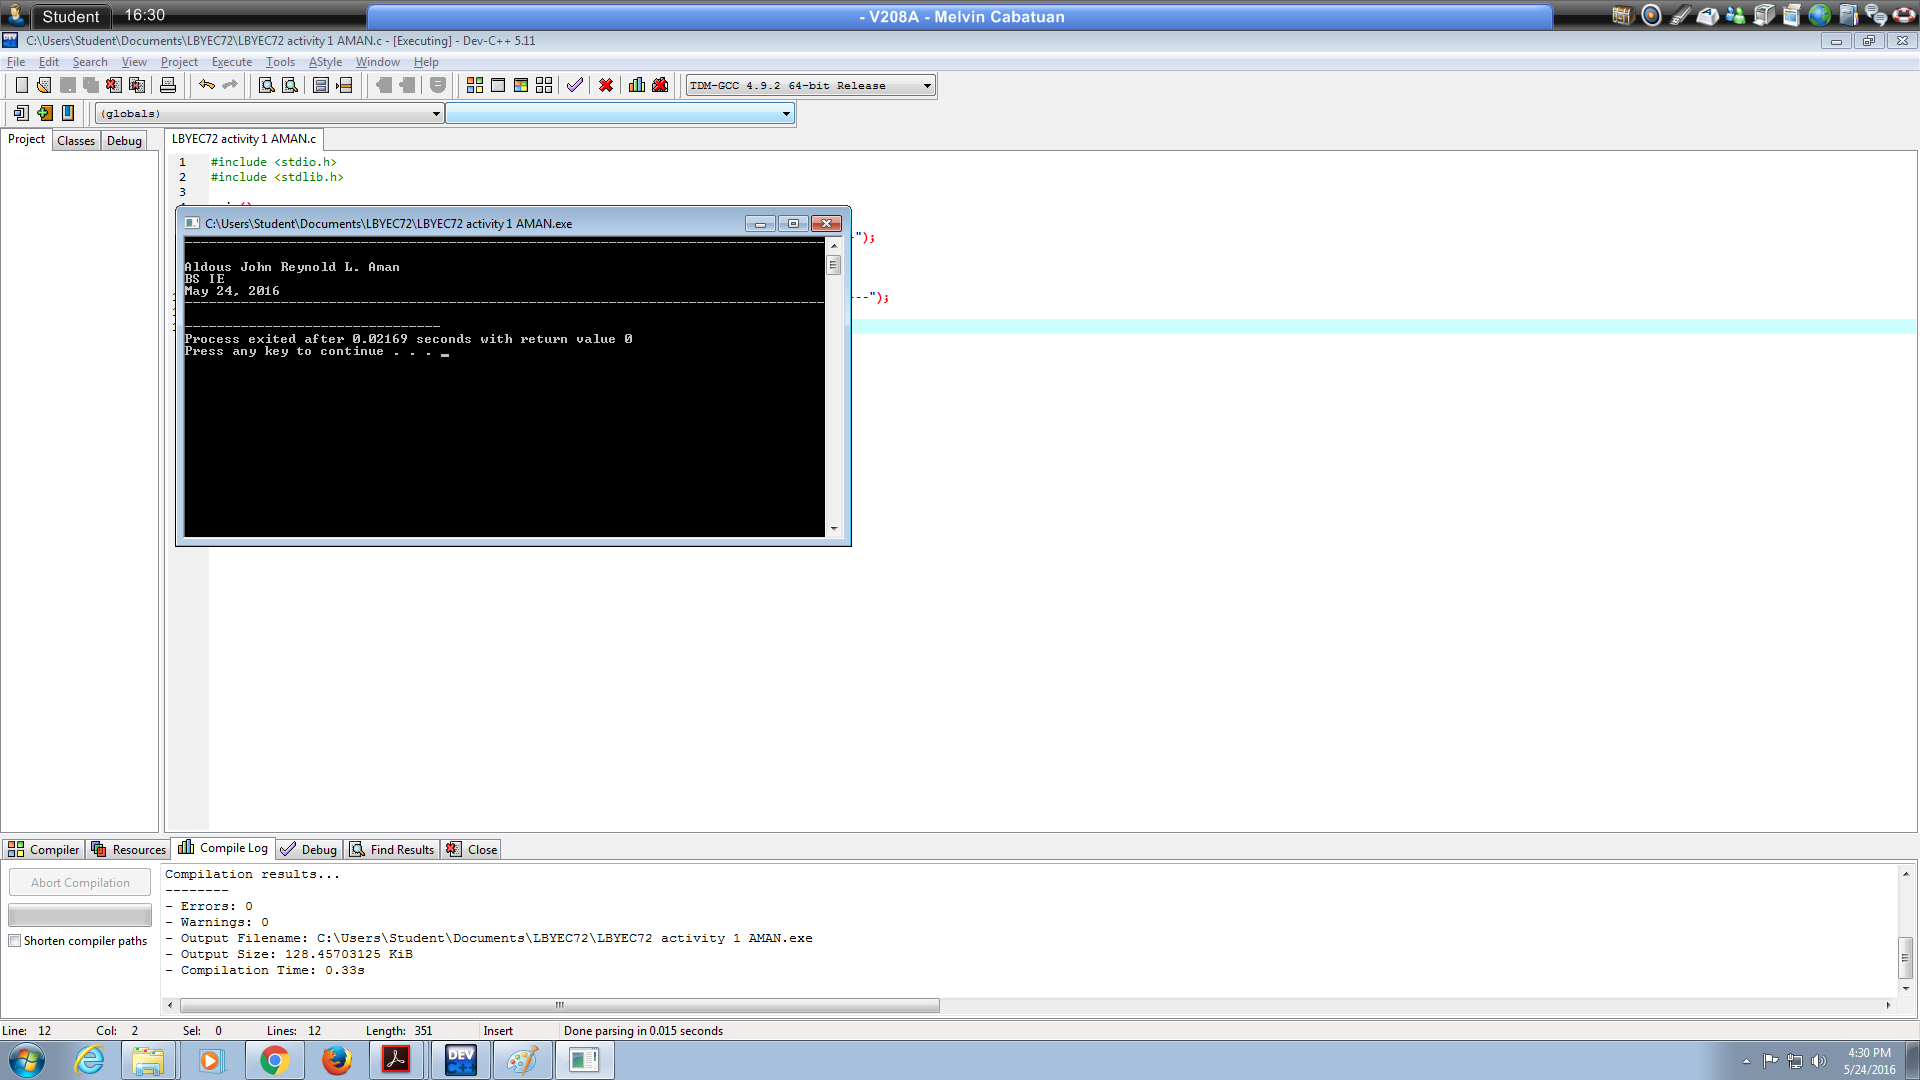 Student 16:30 - V208A - Melvin Cabatuan
C:\Users\Student\Documents\LBYEC72\LBYEC72 activity 1 AMAN.c - [Executing] - Dev-C++ 5.11
File Edit Search View Project Execute Tools AStyle Window Help
TDM-GCC 4.9.2 64-bit Release
(globals)
Project Classes Debug LBYEC72 activity 1 AMAN.c
1 #include <stdio.h>
2 #include <stdlib.h>
3
C:\Users\Student\Documents\LBYEC72\LBYEC72 activity 1 AMAN.exe
");
Aldous John Reynold L. Aman
BS IE
May 24, 2016
--");
--------------------------------
Process exited after 0.02169 seconds with return value 0
Press any key to continue . . . _
Compiler Resources Compile Log Debug Find Results Close
Abort Compilation
Shorten compiler paths
Compilation results...
--------
- Errors: 0
- Warnings: 0
- Output Filename: C:\Users\Student\Documents\LBYEC72\LBYEC72 activity 1 AMAN.exe
- Output Size: 128.45703125 KiB
- Compilation Time: 0.33s
Line: 12 Col: 2 Sel: 0 Lines: 12 Length: 351 Insert Done parsing in 0.015 seconds
DEV C++
4:30 PM
5/24/2016